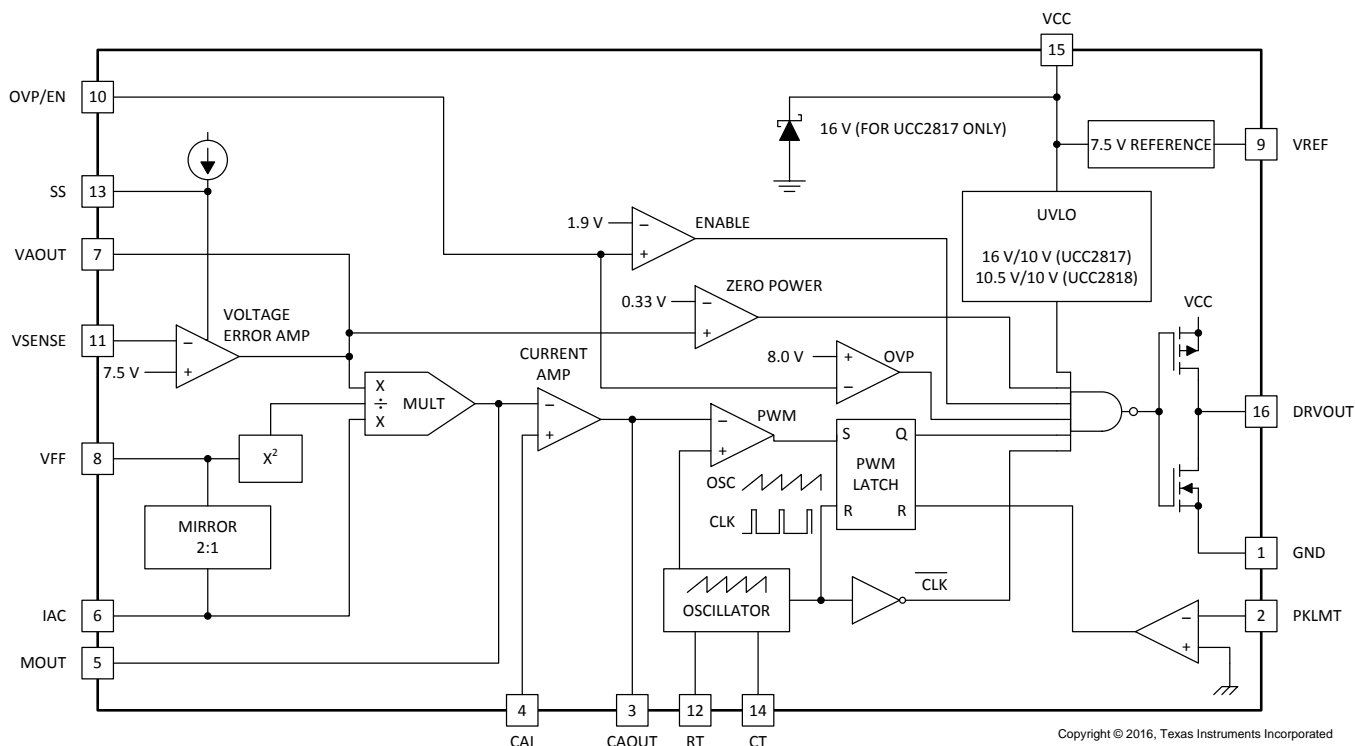 VCC
15
OVP/EN 10
16 V (FOR UCC2817 ONLY)
7.5 V REFERENCE
9 VREF
SS 13
1.9 V
−
+
ENABLE
UVLO
16 V/10 V (UCC2817)
10.5 V/10 V (UCC2818)
VAOUT 7
0.33 V
−
+
ZERO POWER
VCC
VOLTAGE
ERROR AMP
VSENSE 11
−
7.5 V
+
8.0 V
+
−
OVP
CURRENT
AMP
X
÷
X
MULT
−
+
−
+
PWM
16 DRVOUT
S Q
PWM
LATCH
R R
VFF 8
X²
OSC
CLK
MIRROR
2:1
1 GND
OSCILLATOR
CLK
IAC 6
−
+
2 PKLMT
MOUT 5
4
3
12
14
CAI
CAOUT
RT
CT
Copyright © 2016, Texas Instruments Incorporated